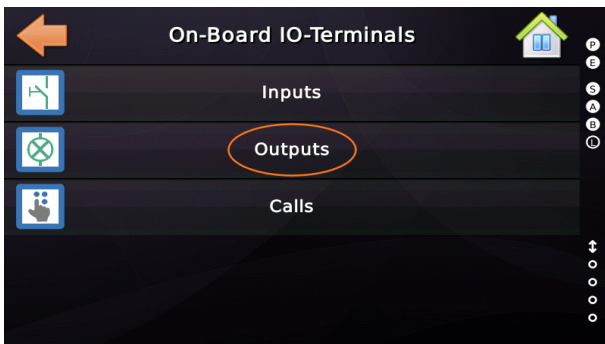 On-Board IO-Terminals
Inputs
Outputs
Calls
P
E
S
A
B
L